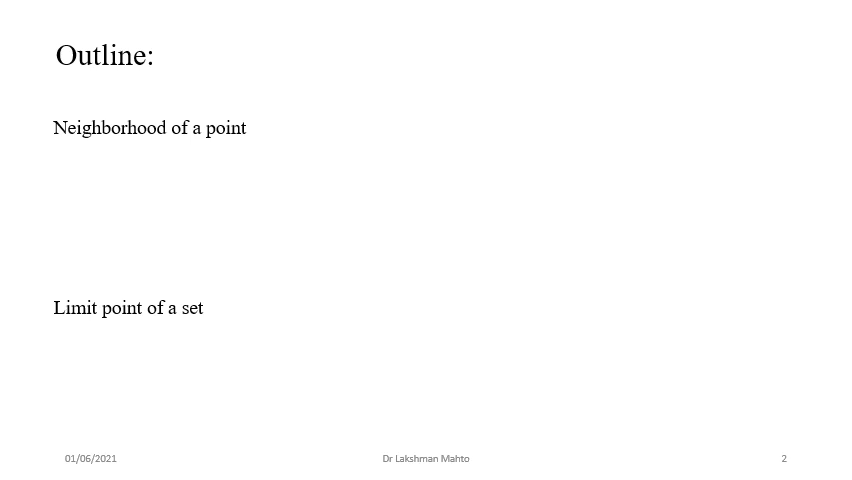 Outline:
Neighborhood of a point
Limit point of a set
01/06/2021 Dr Lakshman Mahto 2